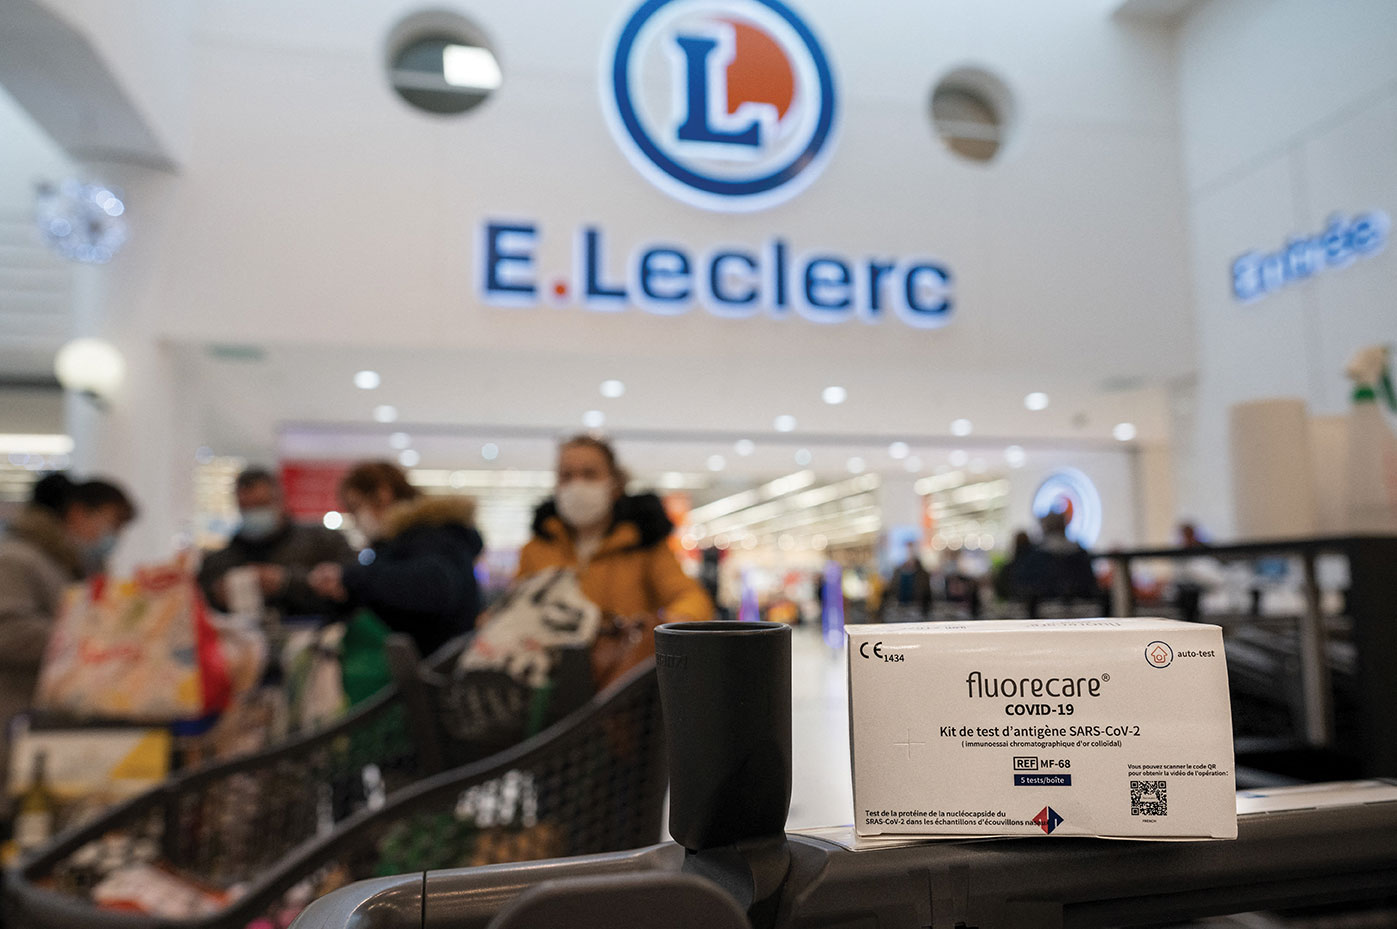 L
E.Leclerc
Entrée
CE 1434
auto-test
fluorecare®
COVID-19
Kit de test d'antigène SARS-CoV-2
( immunoessai chromatographique d'or colloïdal)
REF MF-68
5 tests/boîte
Vous pouvez scanner le code QR
pour obtenir la vidéo de l'opération:
FRENCH
Test de la protéine de la nucléocapside du
SRAS-CoV-2 dans les échantillons d'écouvillons